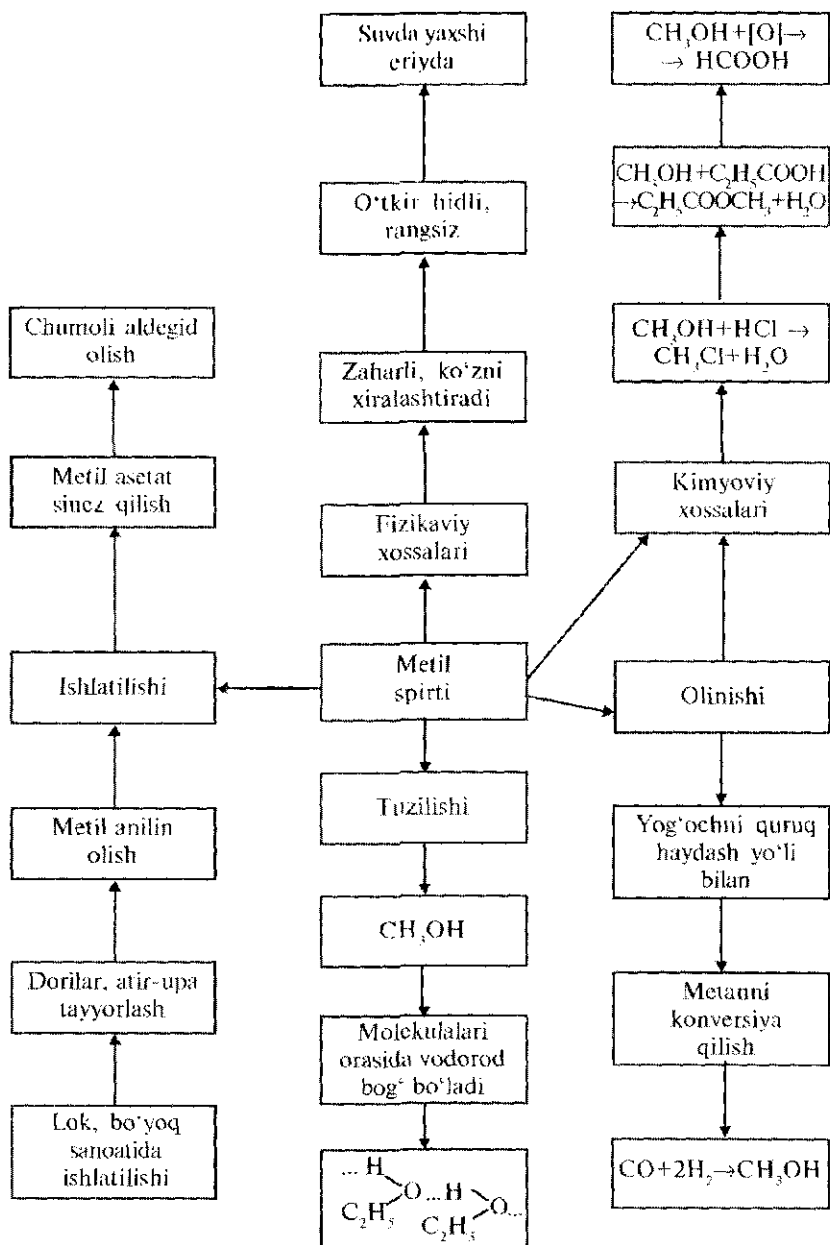 Suvda yaxshi
eriyda
O‘tkir hidli,
rangsiz
Zaharli, ko‘zni
xiralashtiradi
Fizikaviy
xossalari
Metil
spirti
Tuzilishi
CH₃OH
Molekulalari
orasida vodorod
bog‘ bo‘ladi
... H
O ... H
O...
C₂H₅
C₂H₅
Chumoli aldegid
olish
Metil asetat
sinez qilish
Ishlatilishi
Metil anilin
olish
Dorilar, atir-upa
tayyorlash
Lok, bo‘yoq
sanoatida
ishlatilishi
CH₃OH+[O]→
→ HCOOH
CH₃OH+C₂H₅COOH
→C₂H₅COOCH₃+H₂O
CH₃OH+HCl →
CH₃Cl+H₂O
Kimyoviy
xossalari
Olinishi
Yog‘ochni quruq
haydash yo‘li
bilan
Metanni
konversiya
qilish
CO+2H₂→CH₃OH